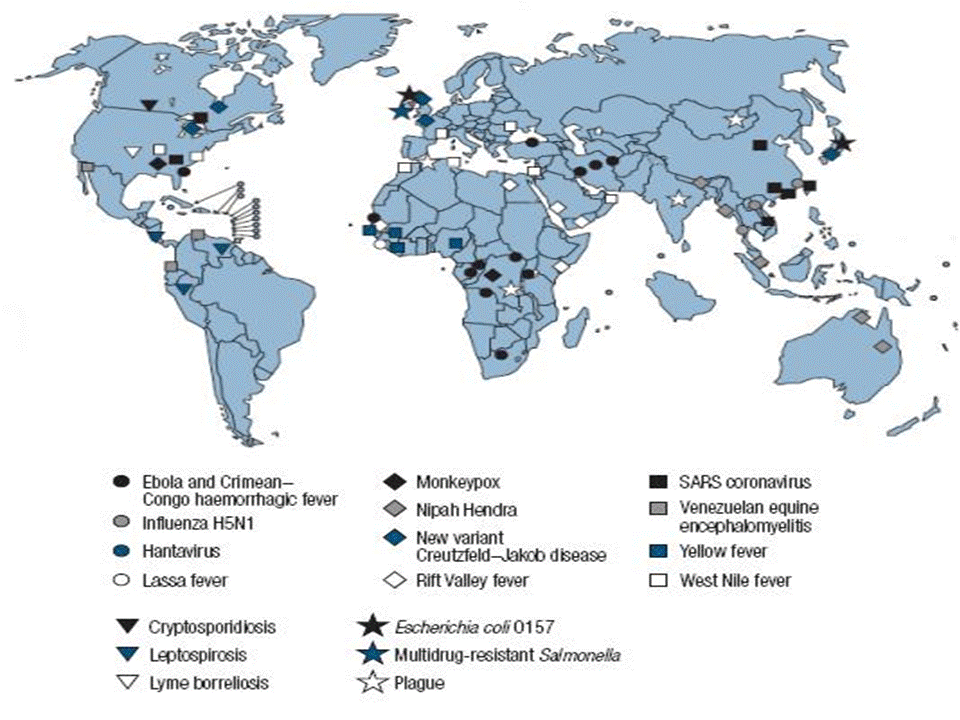 Ebola and Crimean–
Congo haemorrhagic fever
Influenza H5N1
Hantavirus
Lassa fever
Monkeypox
Nipah Hendra
New variant
Creutzfeld–Jakob disease
Rift Valley fever
SARS coronavirus
Venezuelan equine
encephalomyelitis
Yellow fever
West Nile fever
Cryptosporidiosis
Leptospirosis
Lyme borreliosis
Escherichia coli O157
Multidrug-resistant Salmonella
Plague